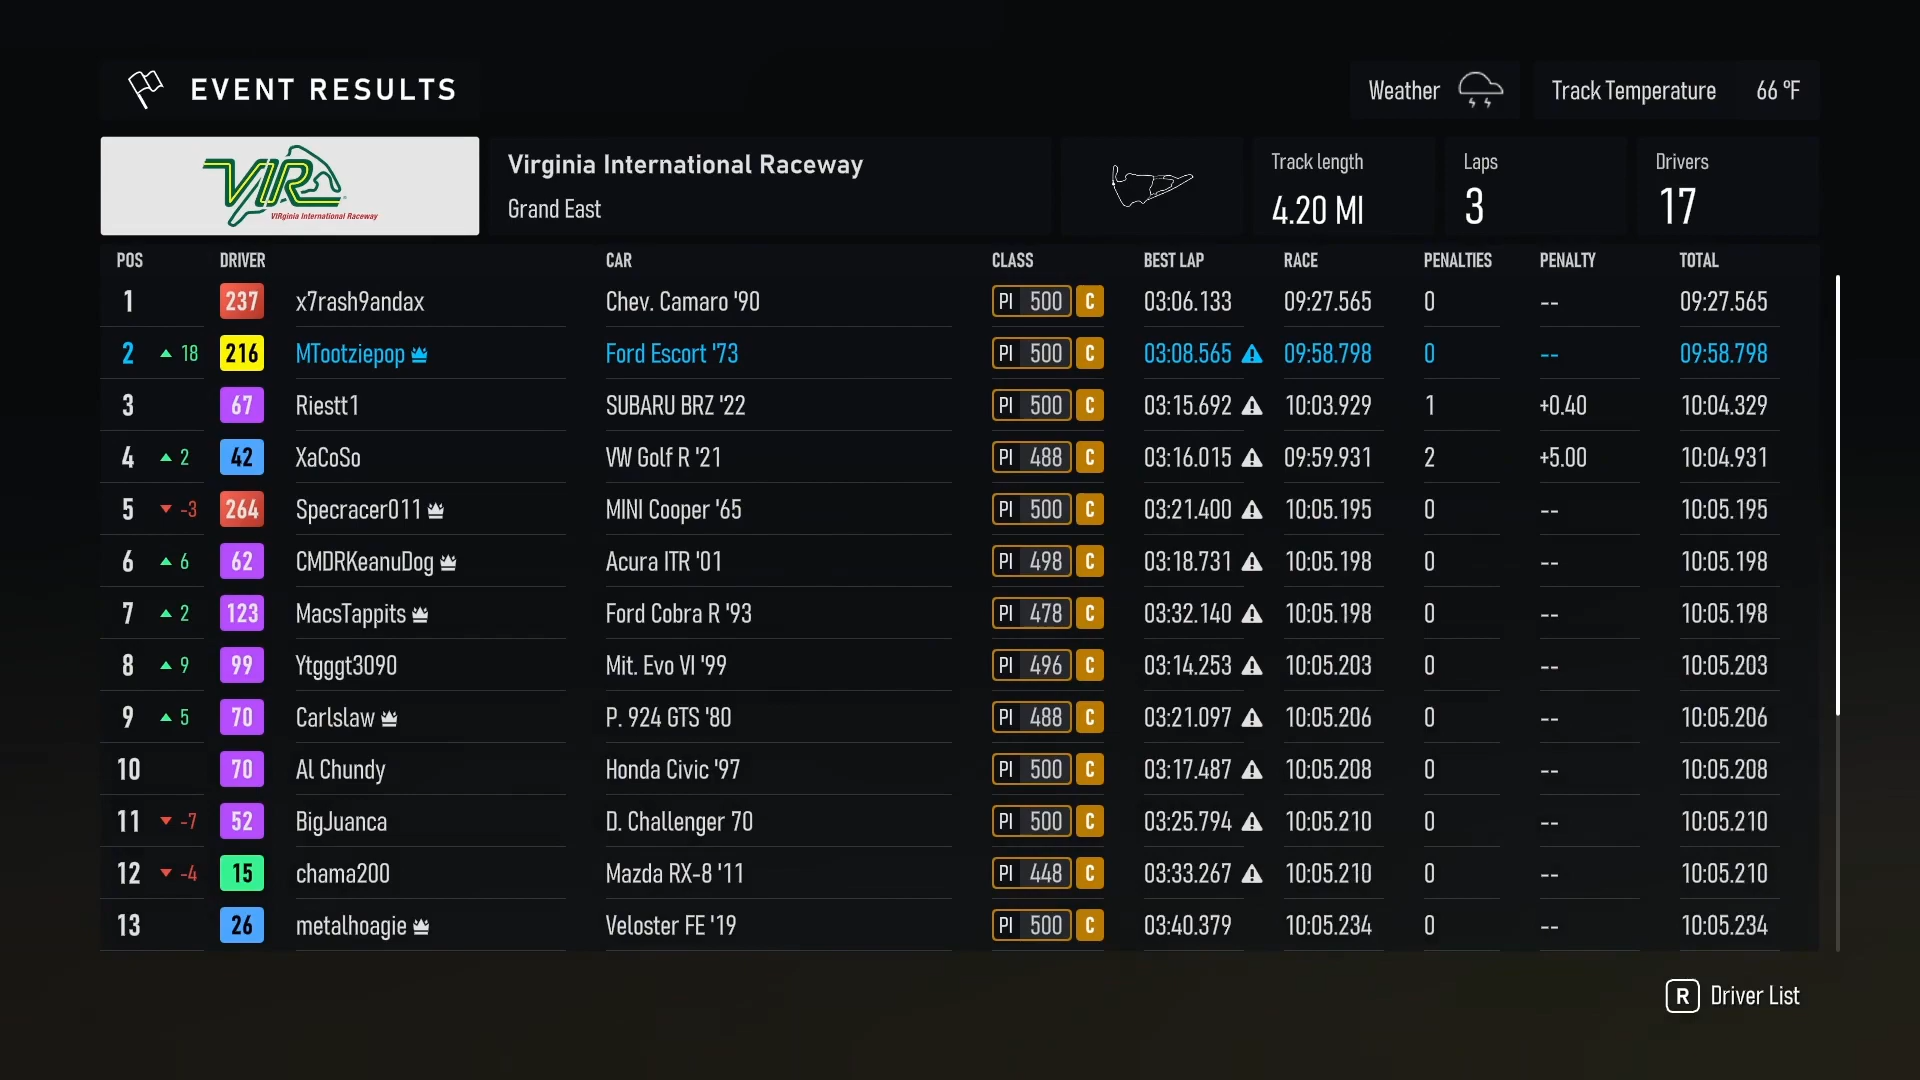 EVENT RESULTS
Weather
Track Temperature 66 °F
VIR
VIRginia International Raceway
Virginia International Raceway
Grand East
Track length
4.20 MI
Laps
3
Drivers
17
POS DRIVER CAR CLASS BEST LAP RACE PENALTIES PENALTY TOTAL
1 237 x7rash9andax Chev. Camaro '90 PI 500 C 03:06.133 09:27.565 0 -- 09:27.565
2 ▲ 18 216 MTootziepop Ford Escort '73 PI 500 C 03:08.565 09:58.798 0 -- 09:58.798
3 67 Riestt1 SUBARU BRZ '22 PI 500 C 03:15.692 10:03.929 1 +0.40 10:04.329
4 ▲ 2 42 XaCoSo VW Golf R '21 PI 488 C 03:16.015 09:59.931 2 +5.00 10:04.931
5 ▼ -3 264 Specracer011 MINI Cooper '65 PI 500 C 03:21.400 10:05.195 0 -- 10:05.195
6 ▲ 6 62 CMDRKeanuDog Acura ITR '01 PI 498 C 03:18.731 10:05.198 0 -- 10:05.198
7 ▲ 2 123 MacsTappits Ford Cobra R '93 PI 478 C 03:32.140 10:05.198 0 -- 10:05.198
8 ▲ 9 99 Ytgggt3090 Mit. Evo VI '99 PI 496 C 03:14.253 10:05.203 0 -- 10:05.203
9 ▲ 5 70 Carlslaw P. 924 GTS '80 PI 488 C 03:21.097 10:05.206 0 -- 10:05.206
10 70 Al Chundy Honda Civic '97 PI 500 C 03:17.487 10:05.208 0 -- 10:05.208
11 ▼ -7 52 BigJuanca D. Challenger 70 PI 500 C 03:25.794 10:05.210 0 -- 10:05.210
12 ▼ -4 15 chama200 Mazda RX-8 '11 PI 448 C 03:33.267 10:05.210 0 -- 10:05.210
13 26 metalhoagie Veloster FE '19 PI 500 C 03:40.379 10:05.234 0 -- 10:05.234
R Driver List